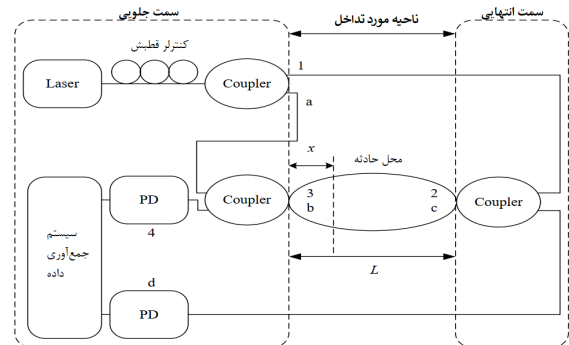 سمت جلویی
ناحیه مورد تداخل
سمت انتهایی
کنترلر قطبش
Laser
Coupler
1
a
x
محل حادثه
PD
Coupler
3
b
2
c
Coupler
4
سیستم
جمع‌آوری
داده
L
d
PD